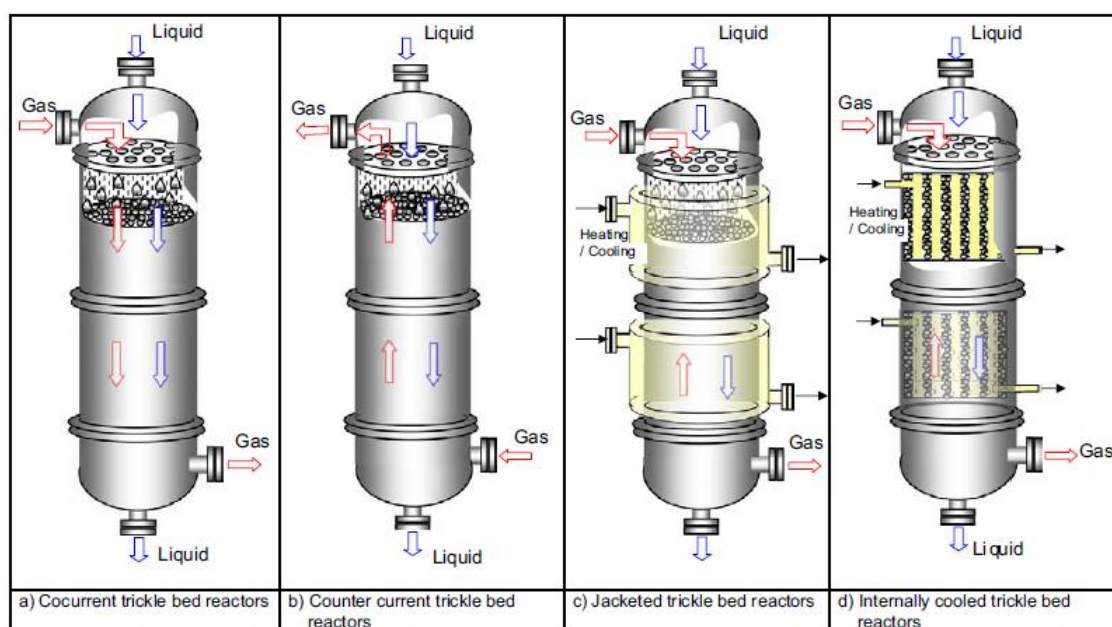 Liquid
Gas
Gas
Liquid
a) Cocurrent trickle bed reactors
Liquid
Gas
Gas
Liquid
b) Counter current trickle bed
reactors
Liquid
Gas
Heating
/ Cooling
Gas
Liquid
c) Jacketed trickle bed reactors
Liquid
Gas
Heating
/ Cooling
Gas
Liquid
d) Internally cooled trickle bed
reactors